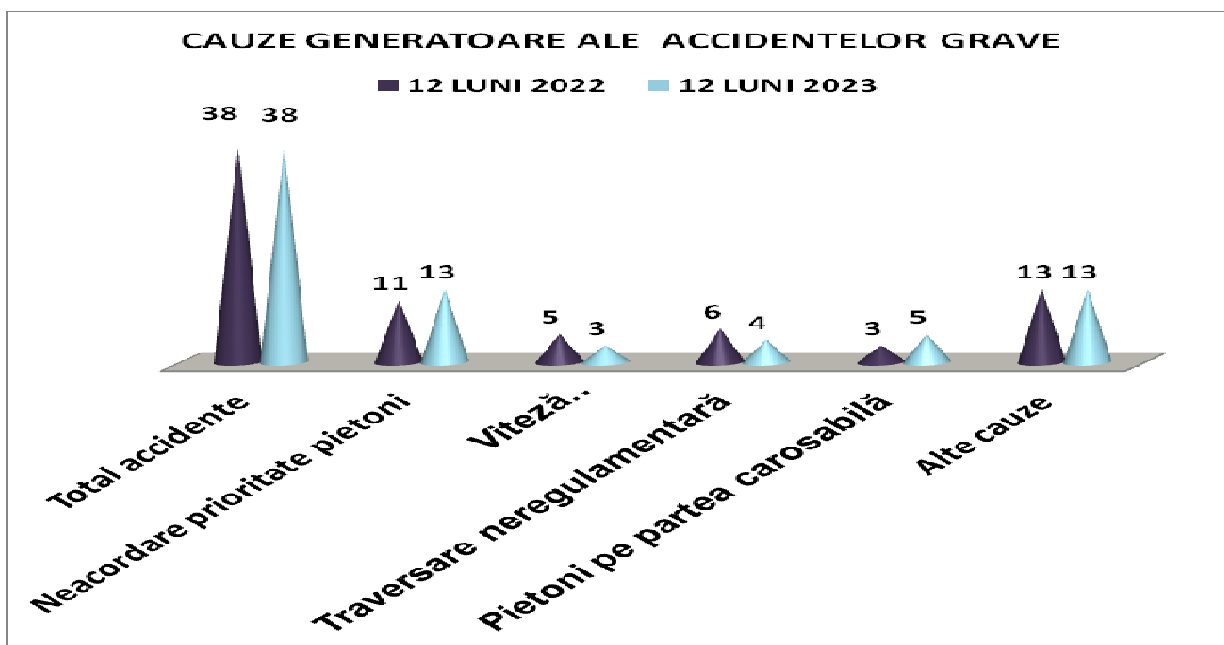 CAUZE GENERATOARE ALE ACCIDENTELOR GRAVE
12 LUNI 2022 12 LUNI 2023
38 38
11 13
5 3
6 4
3 5
13 13
Total accidente
Neacordare prioritate pietoni
Viteză..
Traversare neregulamentară
Pietoni pe partea carosabilă
Alte cauze